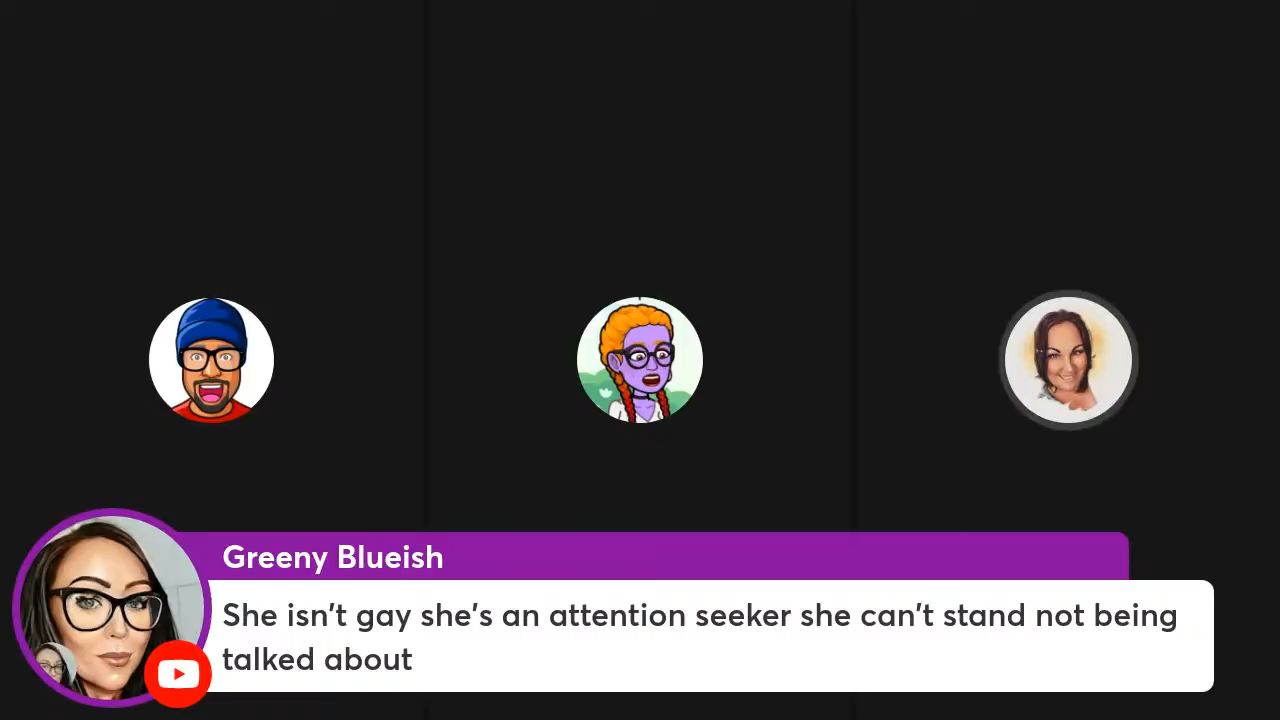 Greeny Blueish
She isn't gay she's an attention seeker she can't stand not being
talked about